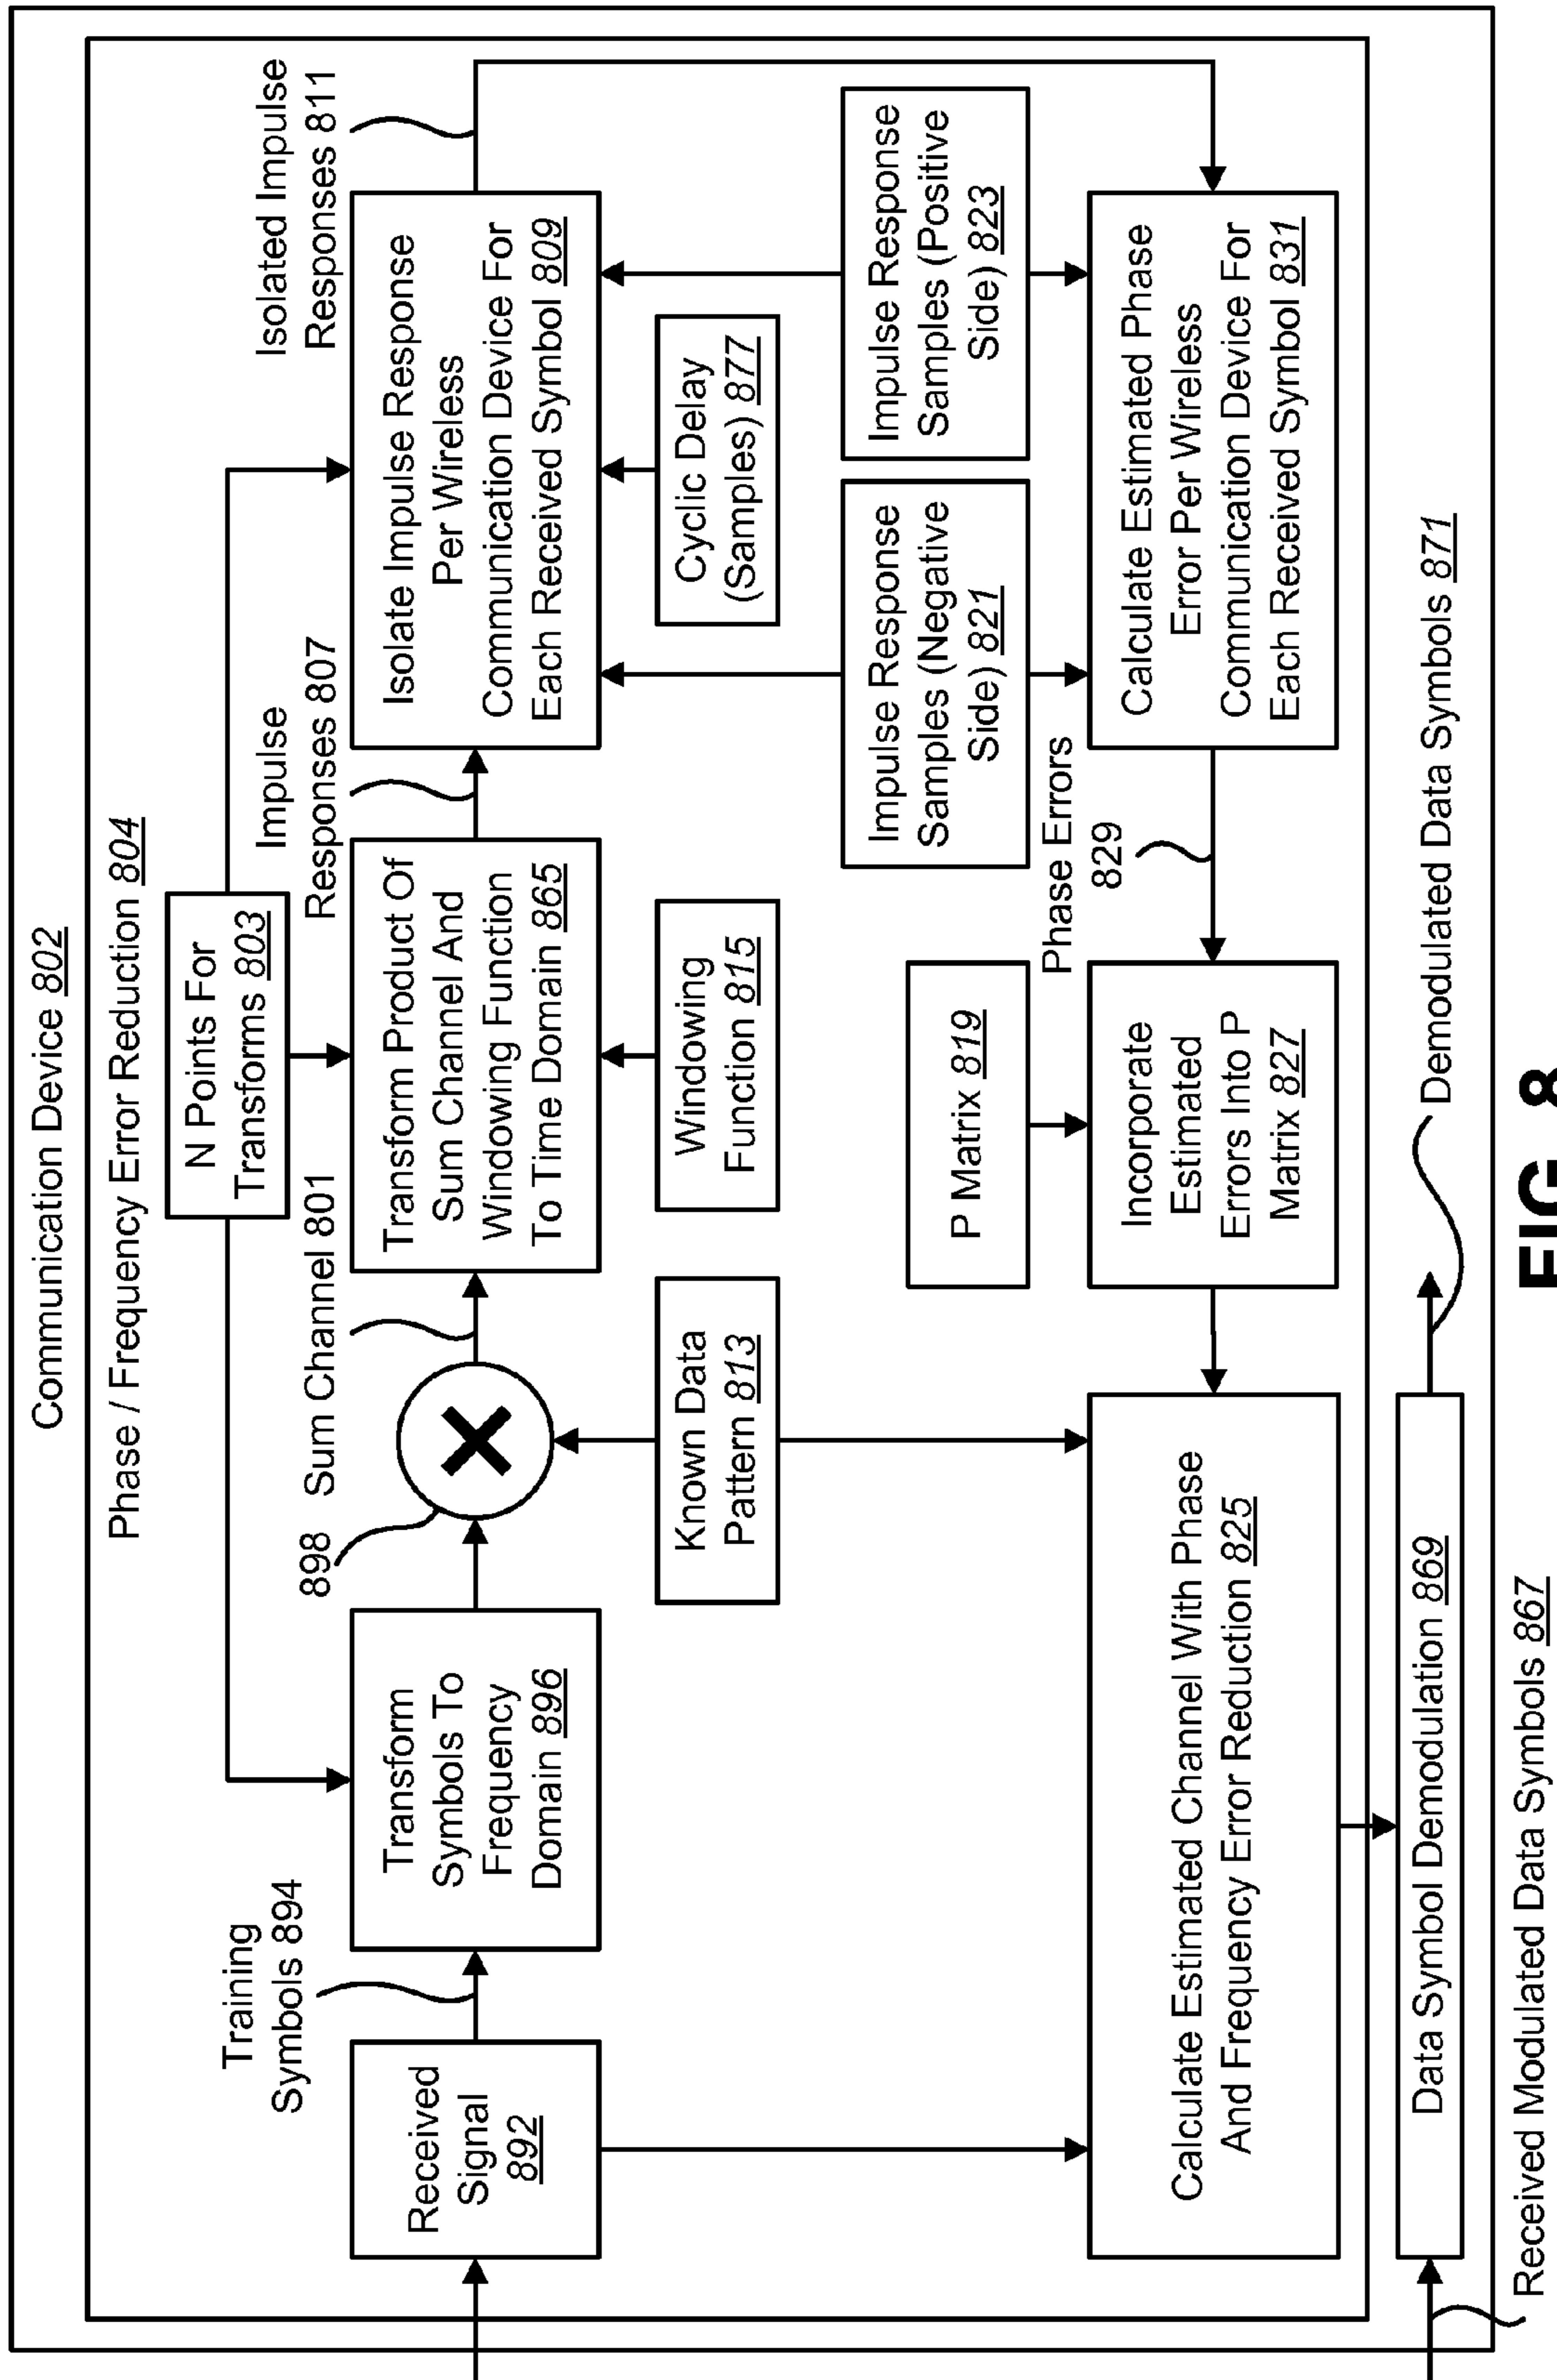 Communication Device 802
Phase / Frequency Error Reduction 804
N Points For
Transforms 803
Training
Symbols 894
898
Sum Channel 801
Impulse
Responses 807
Isolated Impulse
Responses 811
Received
Signal
892
Transform
Symbols To
Frequency
Domain 896
Transform Product Of
Sum Channel And
Windowing Function
To Time Domain 865
Isolate Impulse Response
Per Wireless
Communication Device For
Each Received Symbol 809
Known Data
Pattern 813
Windowing
Function 815
Cyclic Delay
(Samples) 877
Impulse Response
Samples (Negative
Side) 821
Impulse Response
Samples (Positive
Side) 823
P Matrix 819
Phase Errors
829
Calculate Estimated Channel With Phase
And Frequency Error Reduction 825
Incorporate
Estimated
Errors Into P
Matrix 827
Calculate Estimated Phase
Error Per Wireless
Communication Device For
Each Received Symbol 831
Data Symbol Demodulation 869
Demodulated Data Symbols 871
Received Modulated Data Symbols 867
FIG. 8